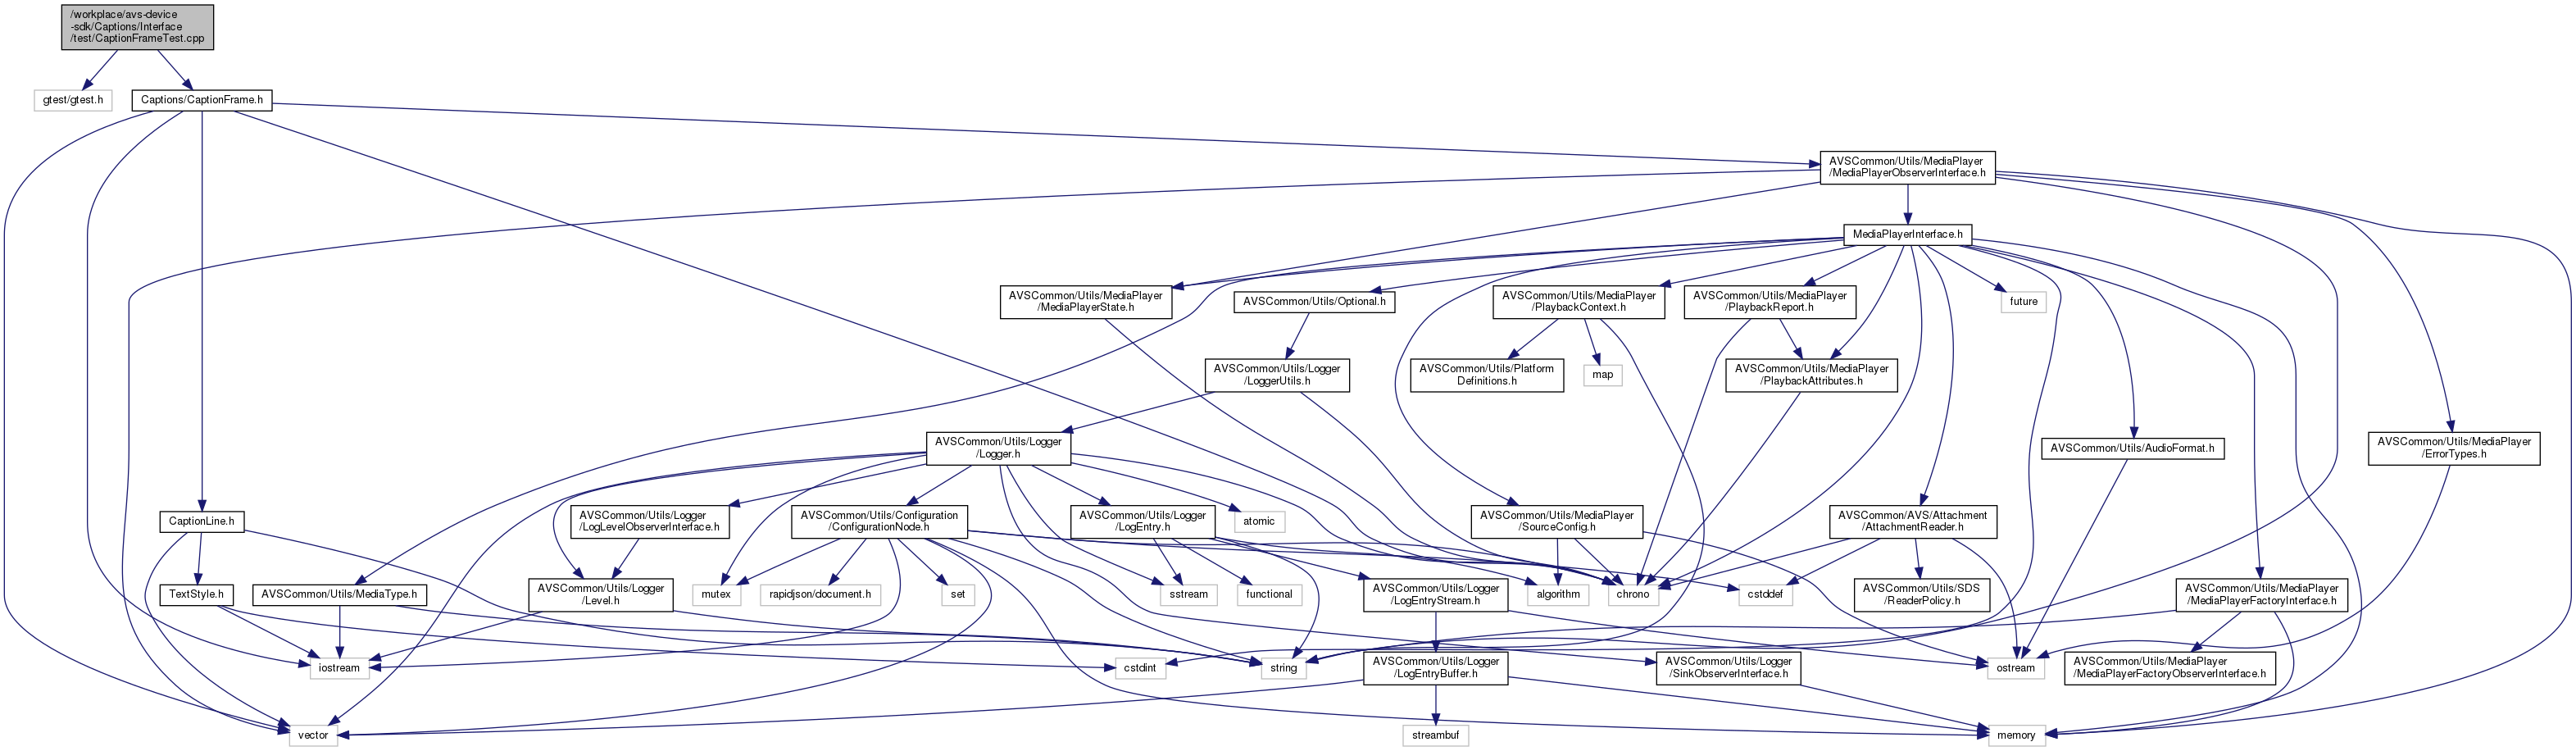 /workplace/avs-device
-sdk/Captions/Interface
/test/CaptionFrameTest.cpp
gtest/gtest.h
Captions/CaptionFrame.h
AVSCommon/Utils/MediaPlayer
/MediaPlayerObserverInterface.h
MediaPlayerInterface.h
AVSCommon/Utils/MediaPlayer
/MediaPlayerState.h
AVSCommon/Utils/Optional.h
AVSCommon/Utils/MediaPlayer
/PlaybackContext.h
AVSCommon/Utils/MediaPlayer
/PlaybackReport.h
future
AVSCommon/Utils/Logger
/LoggerUtils.h
AVSCommon/Utils/Platform
Definitions.h
map
AVSCommon/Utils/MediaPlayer
/PlaybackAttributes.h
AVSCommon/Utils/Logger
/Logger.h
AVSCommon/Utils/AudioFormat.h
AVSCommon/Utils/MediaPlayer
/ErrorTypes.h
CaptionLine.h
AVSCommon/Utils/Logger
/LogLevelObserverInterface.h
AVSCommon/Utils/Configuration
/ConfigurationNode.h
AVSCommon/Utils/Logger
/LogEntry.h
atomic
AVSCommon/Utils/MediaPlayer
/SourceConfig.h
AVSCommon/AVS/Attachment
/AttachmentReader.h
TextStyle.h
AVSCommon/Utils/MediaType.h
AVSCommon/Utils/Logger
/Level.h
mutex
rapidjson/document.h
set
sstream
functional
AVSCommon/Utils/Logger
/LogEntryStream.h
algorithm
chrono
cstddef
AVSCommon/Utils/SDS
/ReaderPolicy.h
AVSCommon/Utils/MediaPlayer
/MediaPlayerFactoryInterface.h
iostream
cstdint
string
AVSCommon/Utils/Logger
/LogEntryBuffer.h
AVSCommon/Utils/Logger
/SinkObserverInterface.h
ostream
AVSCommon/Utils/MediaPlayer
/MediaPlayerFactoryObserverInterface.h
vector
streambuf
memory